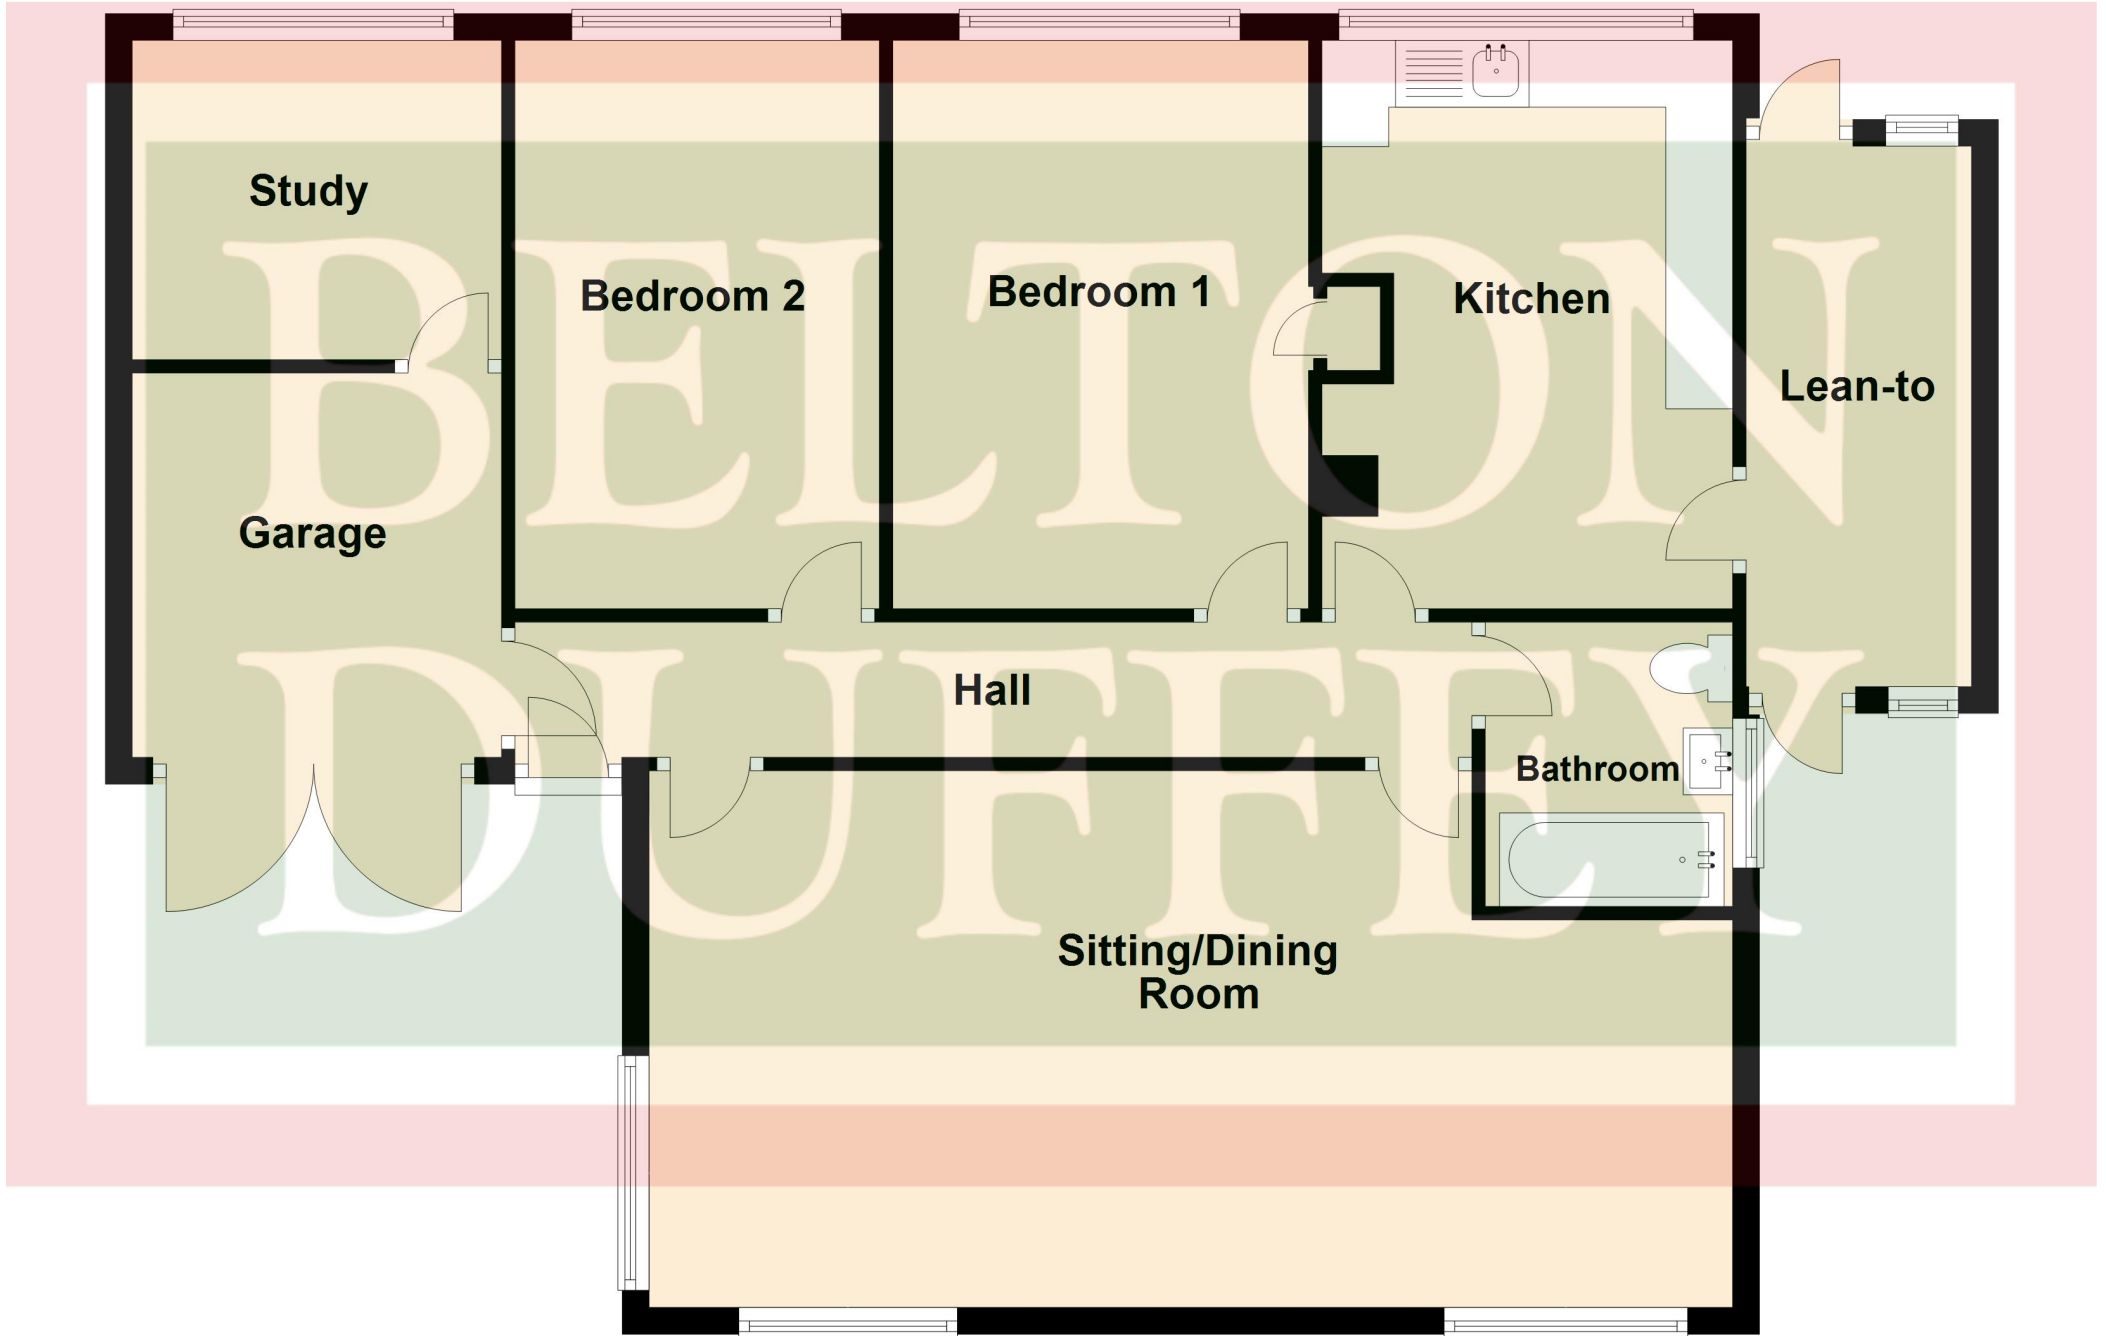 Study
Bedroom 2
Bedroom 1
Kitchen
Lean-to
BELTON
Garage
Hall
DUFFEY
Bathroom
Sitting/Dining
Room